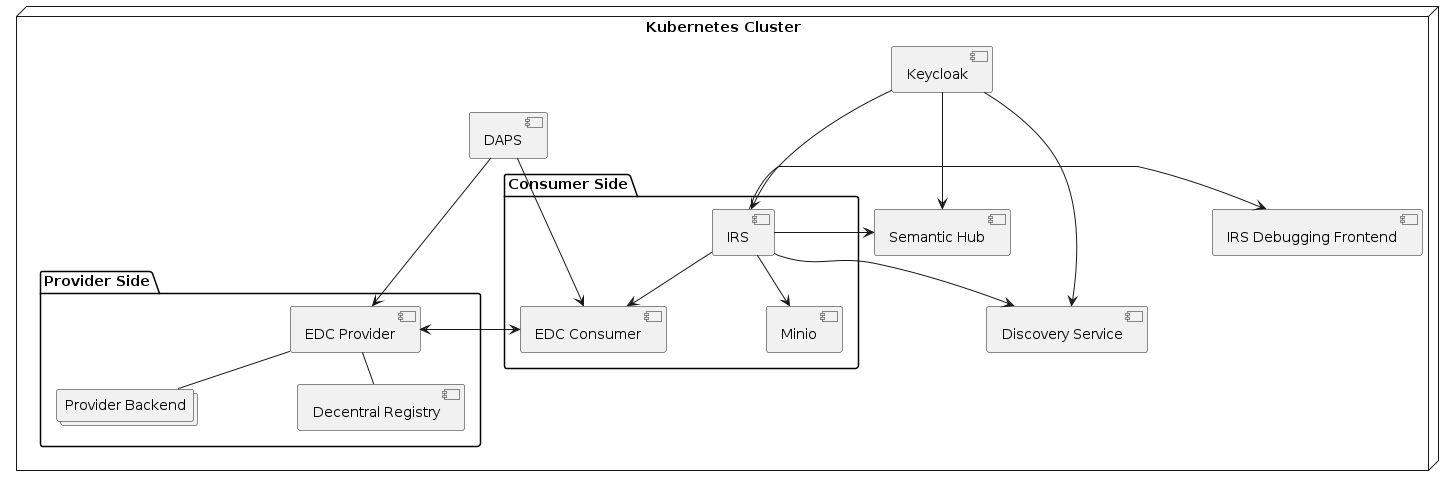 Kubernetes Cluster
Keycloak
DAPS
Consumer Side
IRS
Semantic Hub
IRS Debugging Frontend
Provider Side
EDC Provider
EDC Consumer
Minio
Discovery Service
Provider Backend
Decentral Registry